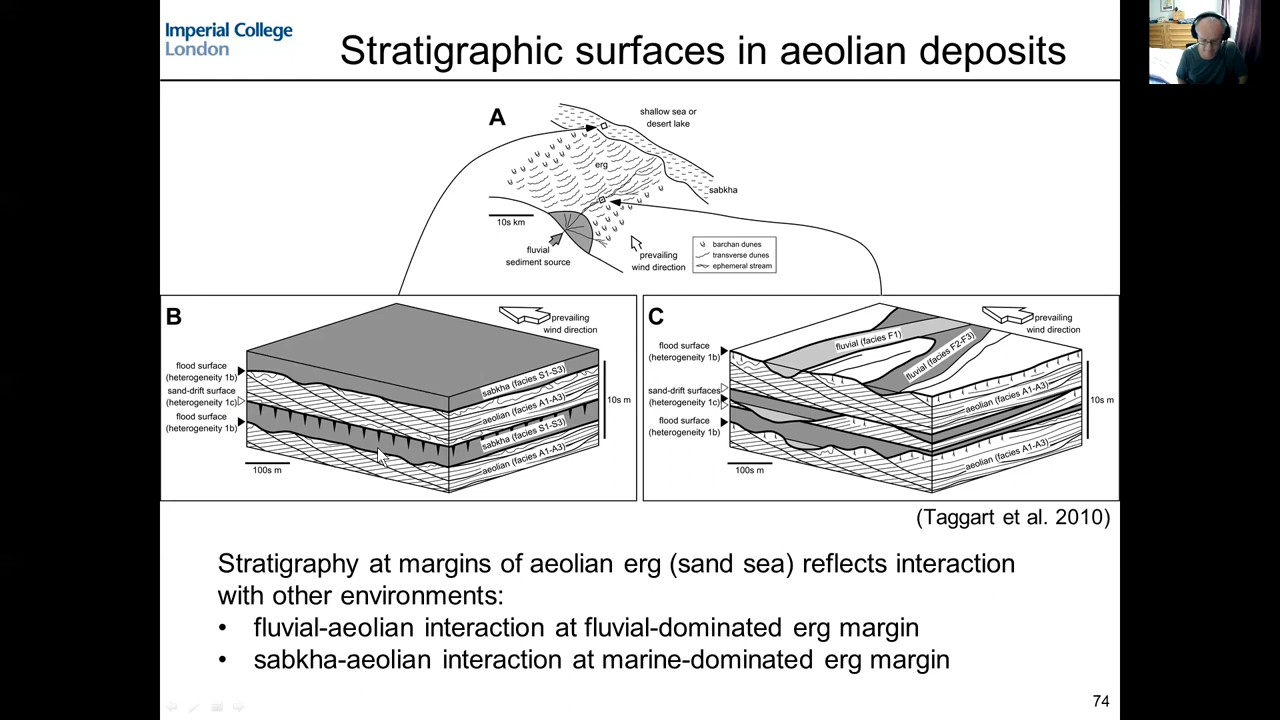 Imperial College
London
Stratigraphic surfaces in aeolian deposits
A
shallow sea or
desert lake
erg
sabkha
10s km
fluvial
sediment source
prevailing
wind direction
barchan dunes
transverse dunes
ephemeral stream
B
prevailing
wind direction
flood surface
(heterogeneity 1b)
sand-drift surface
(heterogeneity 1c)
flood surface
(heterogeneity 1b)
sabkha (facies S1-S3)
aeolian (facies A1-A3)
sabkha (facies S1-S3)
aeolian (facies A1-A3)
10s m
100s m
C
prevailing
wind direction
flood surface
(heterogeneity 1b)
sand-drift surfaces
(heterogeneity 1c)
flood surface
(heterogeneity 1b)
fluvial (facies F1)
fluvial (facies F2-F3)
aeolian (facies A1-A3)
aeolian (facies A1-A3)
10s m
100s m
(Taggart et al. 2010)
Stratigraphy at margins of aeolian erg (sand sea) reflects interaction
with other environments:
• fluvial-aeolian interaction at fluvial-dominated erg margin
• sabkha-aeolian interaction at marine-dominated erg margin
74